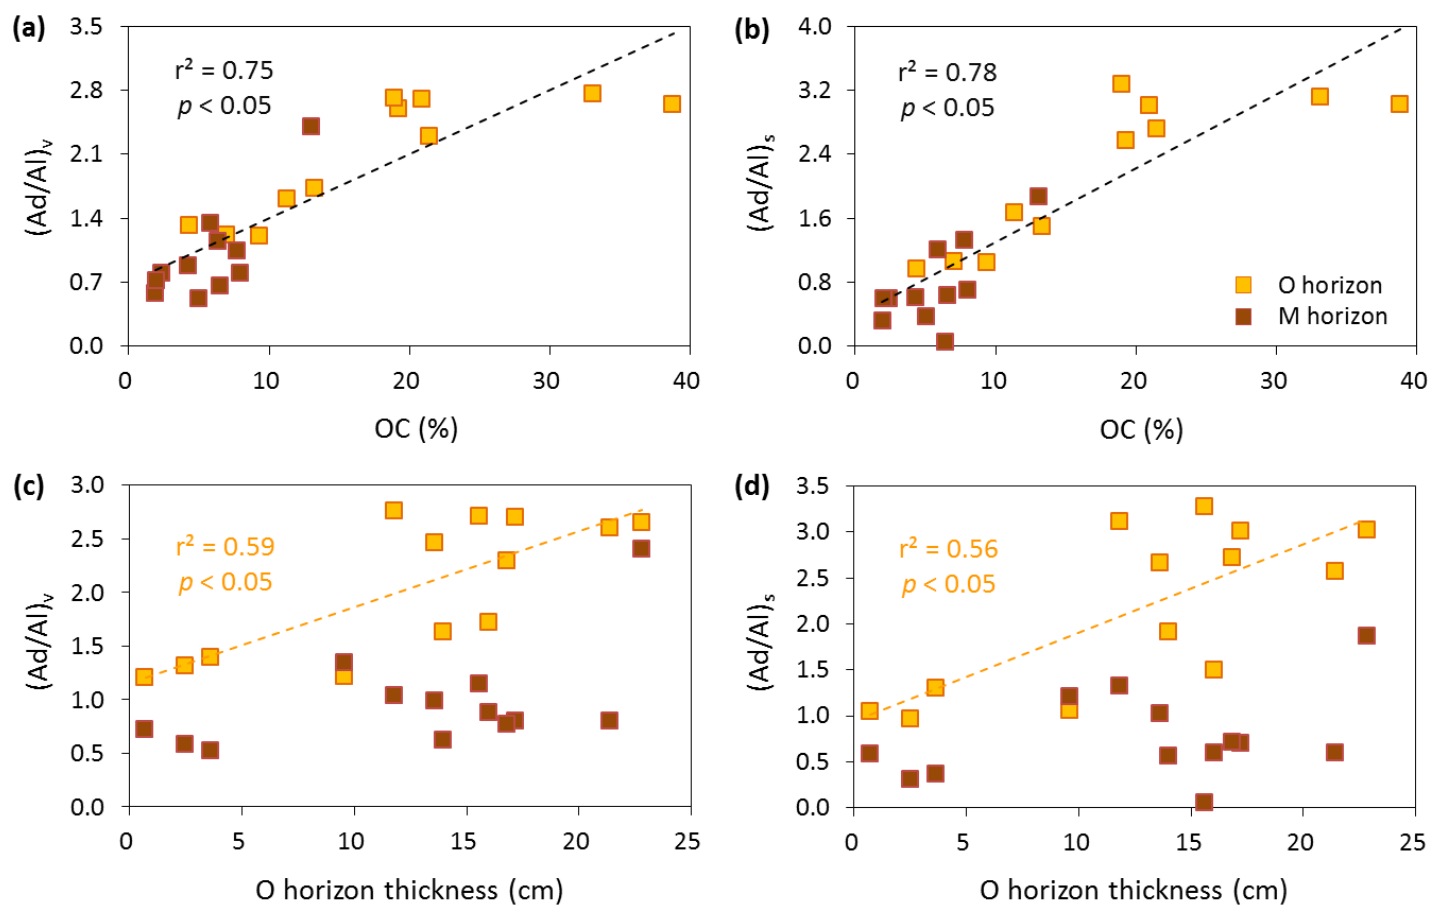 (a)
3.5
2.8
2.1
1.4
0.7
0.0
(Ad/Al)v
r² = 0.75
p < 0.05
0 10 20 30 40
OC (%)
(b)
4.0
3.2
2.4
1.6
0.8
0.0
(Ad/Al)s
r² = 0.78
p < 0.05
O horizon
M horizon
0 10 20 30 40
OC (%)
(c)
3.0
2.5
2.0
1.5
1.0
0.5
0.0
(Ad/Al)v
r² = 0.59
p < 0.05
0 5 10 15 20 25
O horizon thickness (cm)
(d)
3.5
3.0
2.5
2.0
1.5
1.0
0.5
0.0
(Ad/Al)s
r² = 0.56
p < 0.05
0 5 10 15 20 25
O horizon thickness (cm)